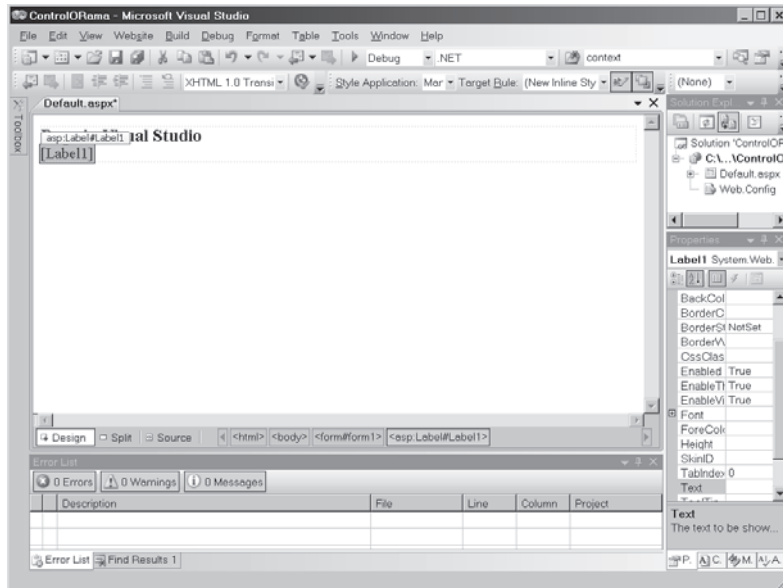 ControlORama - Microsoft Visual Studio
File Edit View Website Build Debug Format Table Tools Window Help
Debug .NET context
XHTML 1.0 Transi Style Application: Mar Target Rule: (New Inline Sty (None)
Toolbox
Default.aspx*
asp:Label#Label1 ual Studio
[Label1]
Design Split Source <html> <body> <form#form1> <asp:Label#Label1>
Error List
0 Errors 0 Warnings 0 Messages
Description File Line Column Project
Error List Find Results 1
Solution Expl
Solution 'ControlOR
C:\...\ControlO
Default.aspx
Web.Config
Properties
Label1 System.Web.
BackCol
BorderC
BorderSt NotSet
BorderW
CssClas
Enabled True
EnableTh True
EnableVi True
Font
ForeColo
Height
SkinID
TabIndex 0
Text
Text
The text to be show...
P. C. M. A.